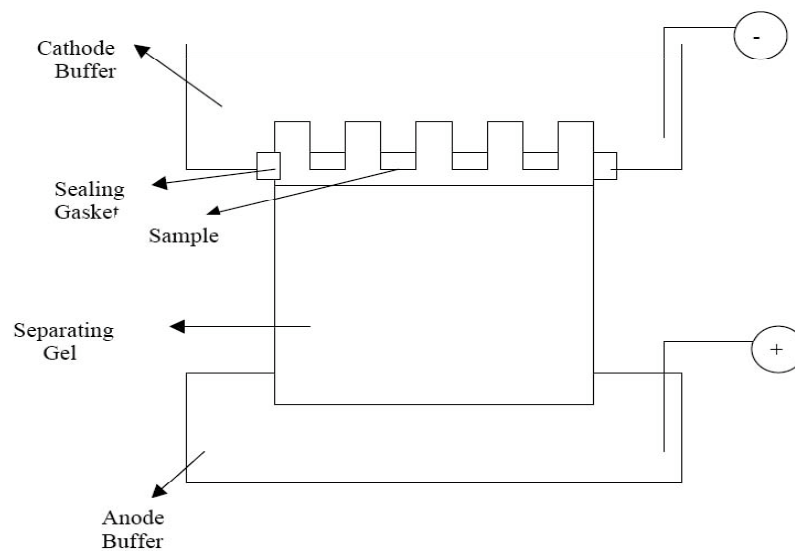 Cathode
Buffer
-
Sealing
Gasket
Sample
Separating
Gel
+
Anode
Buffer